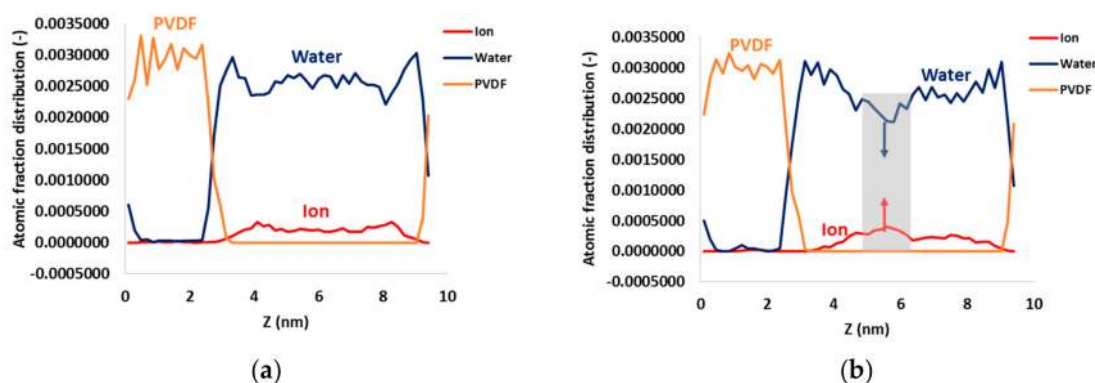 PVDF
Water
Ion
Ion
Water
PVDF
0.0035000
0.0030000
0.0025000
0.0020000
0.0015000
0.0010000
0.0005000
0.0000000
-0.0005000
Atomic fraction distribution (-)
0 2 4 6 8 10
Z (nm)
(a)
PVDF
Water
Ion
Ion
Water
PVDF
0.0035000
0.0030000
0.0025000
0.0020000
0.0015000
0.0010000
0.0005000
0.0000000
-0.0005000
Atomic fraction distribution (-)
0 2 4 6 8 10
Z (nm)
(b)